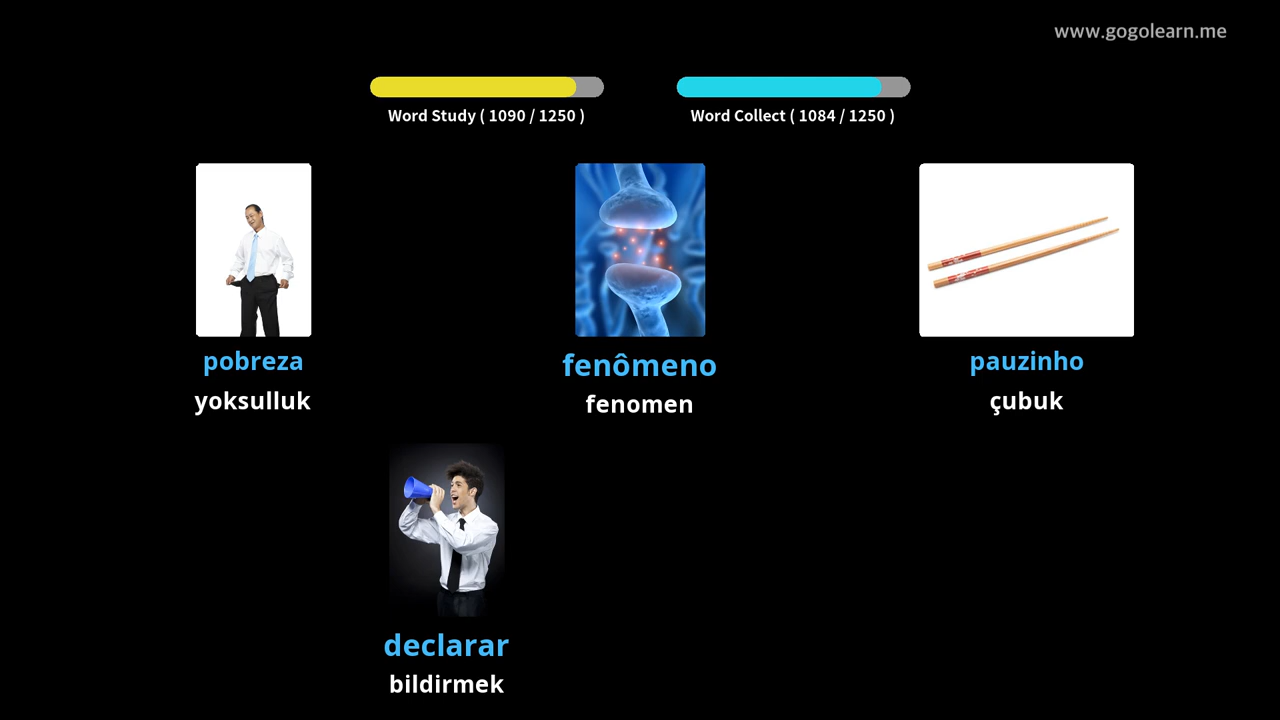 www.gogolearn.me
Word Study ( 1090 / 1250 )
Word Collect ( 1084 / 1250 )
pobreza
yoksulluk
fenômeno
fenomen
pauzinho
çubuk
declarar
bildirmek